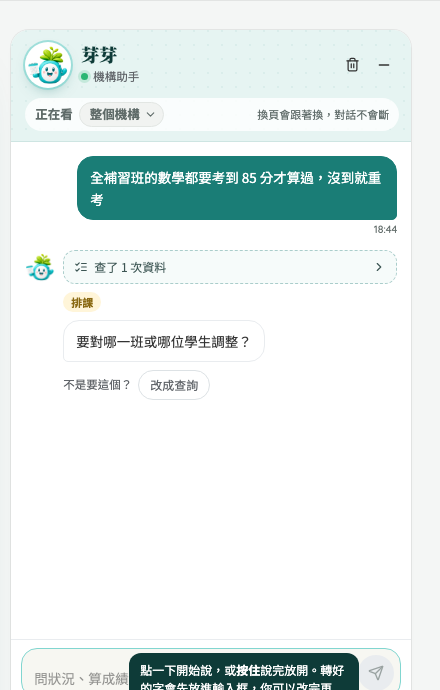 芽芽
機構助手
正在看 整個機構 換頁會跟著換，對話不會斷
全補習班的數學都要考到 85 分才算過，沒到就重
考
18:44
查了 1 次資料
排課
要對哪一班或哪位學生調整？
不是要這個？ 改成查詢
點一下開始說，或按住說完放開。轉好
問狀況、算成績
的字會先放進輸入框，你可以改完再